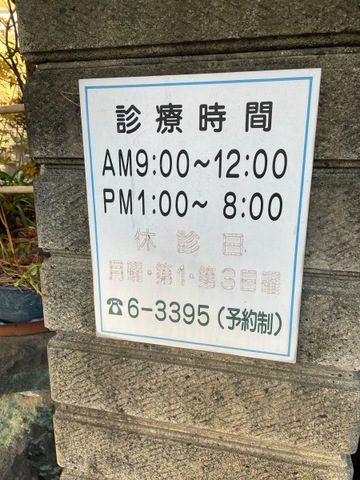 診療時間
AM9:00~12:00
PM1:00~ 8:00
休診日
月曜・第1・第3日曜
☎6-3395(予約制)